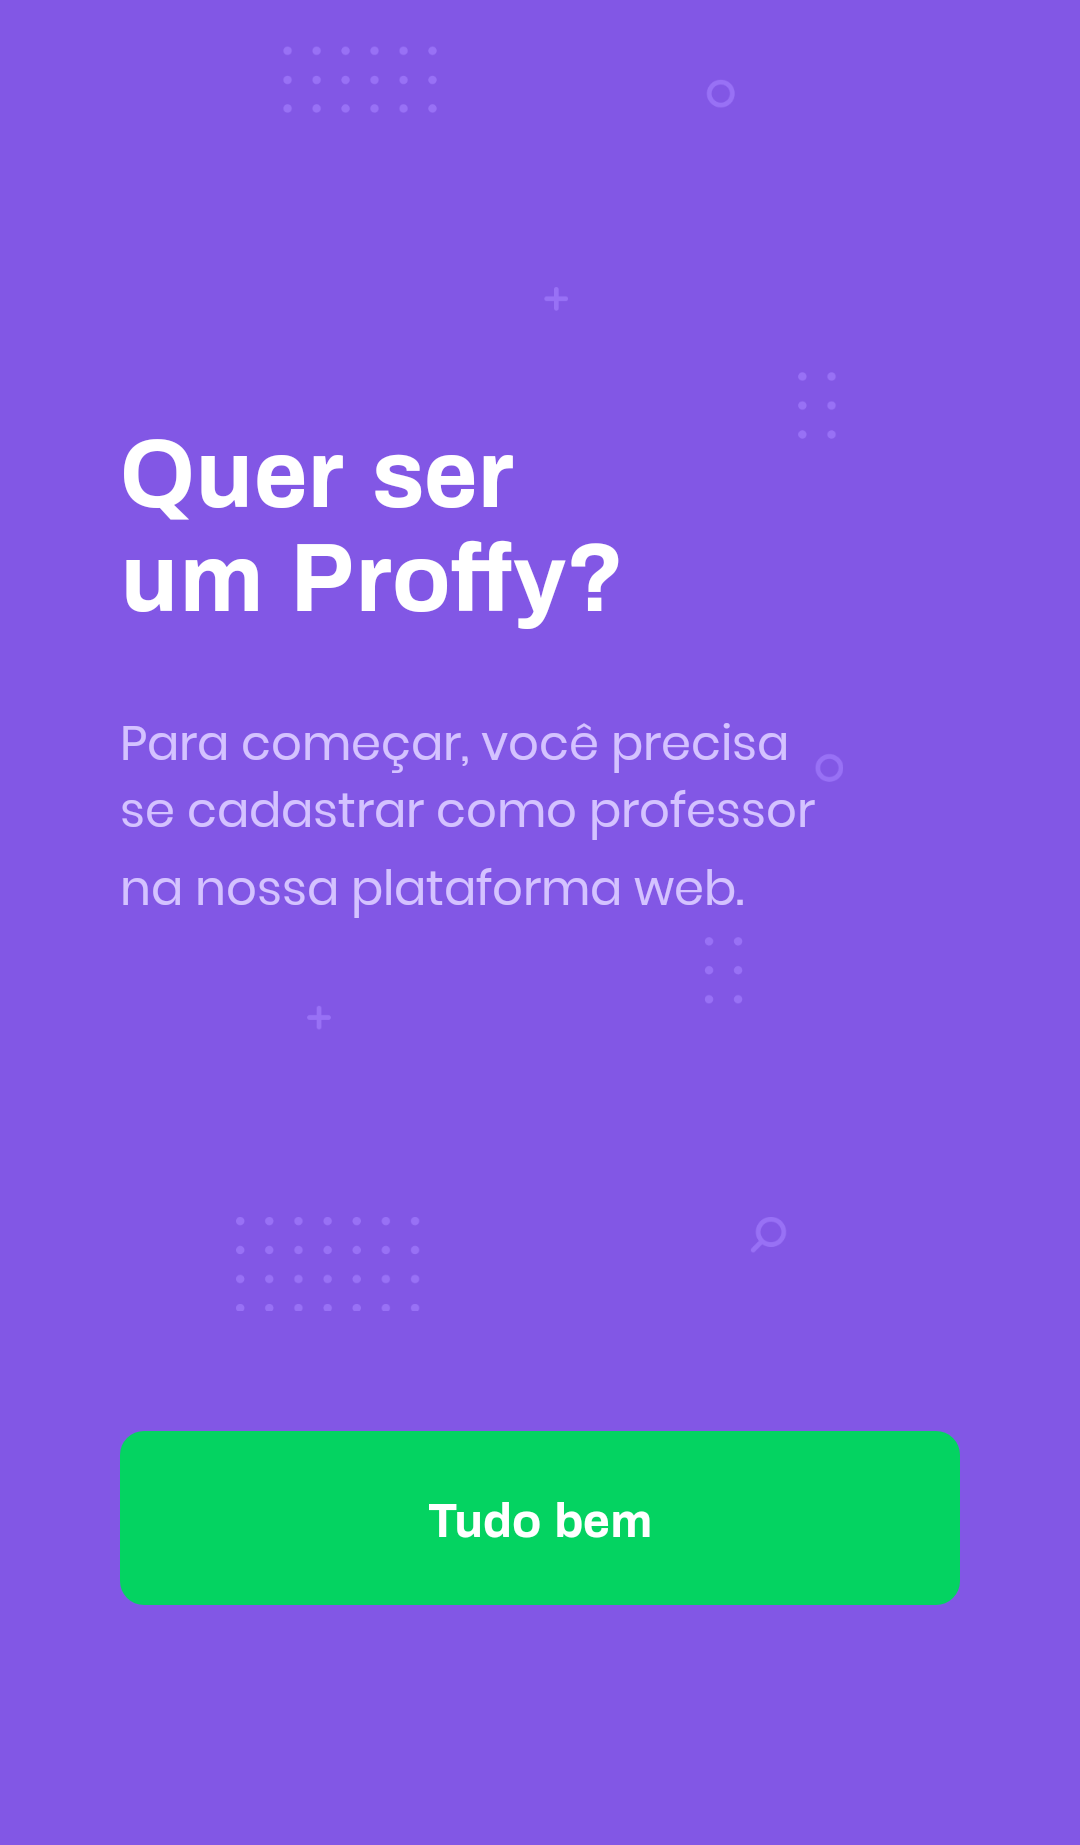 Quer ser
um Proffy?
Para começar, você precisa
se cadastrar como professor
na nossa plataforma web.
Tudo bem